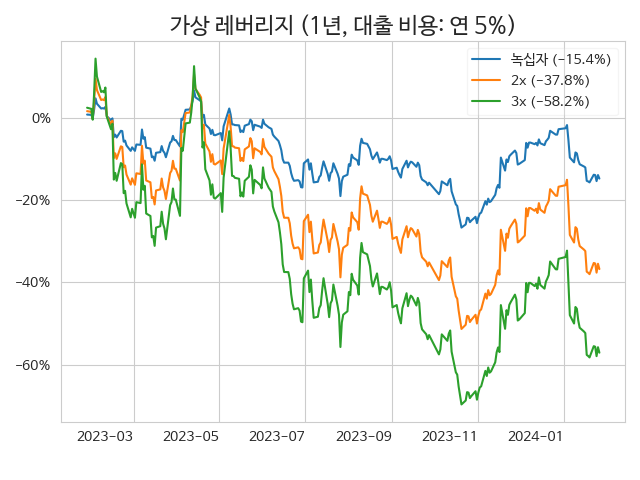 가상 레버리지 (1년, 대출 비용: 연 5%)
녹십자 (−15.4%)
2x (−37.8%)
3x (−58.2%)
0%
−20%
−40%
−60%
2023−03 2023−05 2023−07 2023−09 2023−11 2024−01